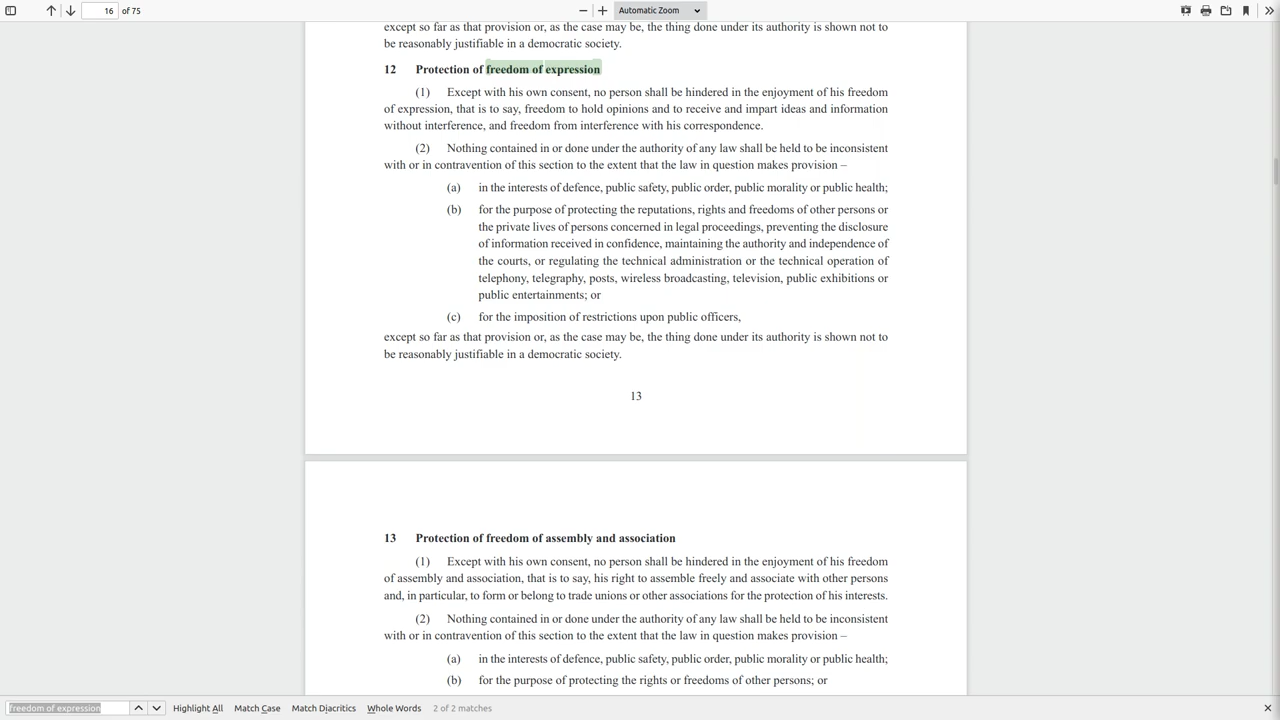 16 of 75
Automatic Zoom
except so far as that provision or, as the case may be, the thing done under its authority is shown not to
be reasonably justifiable in a democratic society.
12 Protection of freedom of expression
(1) Except with his own consent, no person shall be hindered in the enjoyment of his freedom
of expression, that is to say, freedom to hold opinions and to receive and impart ideas and information
without interference, and freedom from interference with his correspondence.
(2) Nothing contained in or done under the authority of any law shall be held to be inconsistent
with or in contravention of this section to the extent that the law in question makes provision –
(a) in the interests of defence, public safety, public order, public morality or public health;
(b) for the purpose of protecting the reputations, rights and freedoms of other persons or
the private lives of persons concerned in legal proceedings, preventing the disclosure
of information received in confidence, maintaining the authority and independence of
the courts, or regulating the technical administration or the technical operation of
telephony, telegraphy, posts, wireless broadcasting, television, public exhibitions or
public entertainments; or
(c) for the imposition of restrictions upon public officers,
except so far as that provision or, as the case may be, the thing done under its authority is shown not to
be reasonably justifiable in a democratic society.
13
13 Protection of freedom of assembly and association
(1) Except with his own consent, no person shall be hindered in the enjoyment of his freedom
of assembly and association, that is to say, his right to assemble freely and associate with other persons
and, in particular, to form or belong to trade unions or other associations for the protection of his interests.
(2) Nothing contained in or done under the authority of any law shall be held to be inconsistent
with or in contravention of this section to the extent that the law in question makes provision –
(a) in the interests of defence, public safety, public order, public morality or public health;
(b) for the purpose of protecting the rights or freedoms of other persons; or
freedom of expression Highlight All Match Case Match Diacritics Whole Words 2 of 2 matches